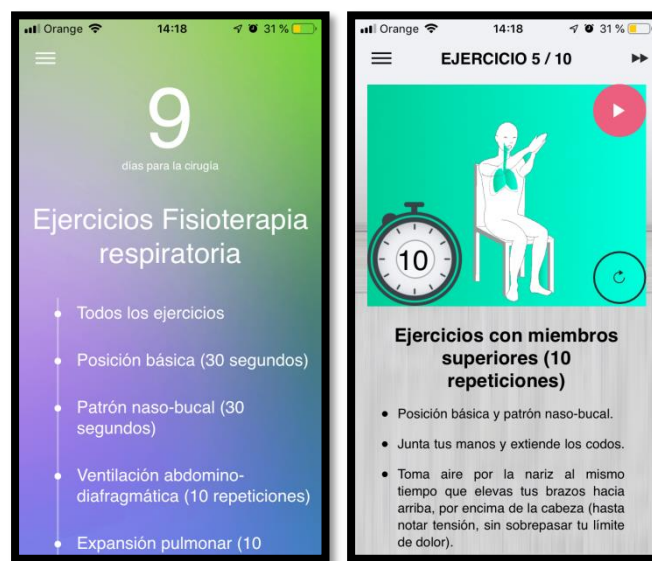 Orange 14:18 31 %
9
días para la cirugía
Ejercicios Fisioterapia
respiratoria
Todos los ejercicios
Posición básica (30 segundos)
Patrón naso-bucal (30
segundos)
Ventilación abdomino-
diafragmática (10 repeticiones)
Expansión pulmonar (10
Orange 14:18 31 %
EJERCICIO 5 / 10
10
Ejercicios con miembros
superiores (10
repeticiones)
Posición básica y patrón naso-bucal.
Junta tus manos y extiende los codos.
Toma aire por la nariz al mismo
tiempo que elevas tus brazos hacia
arriba, por encima de la cabeza (hasta
notar tensión, sin sobrepasar tu límite
de dolor).